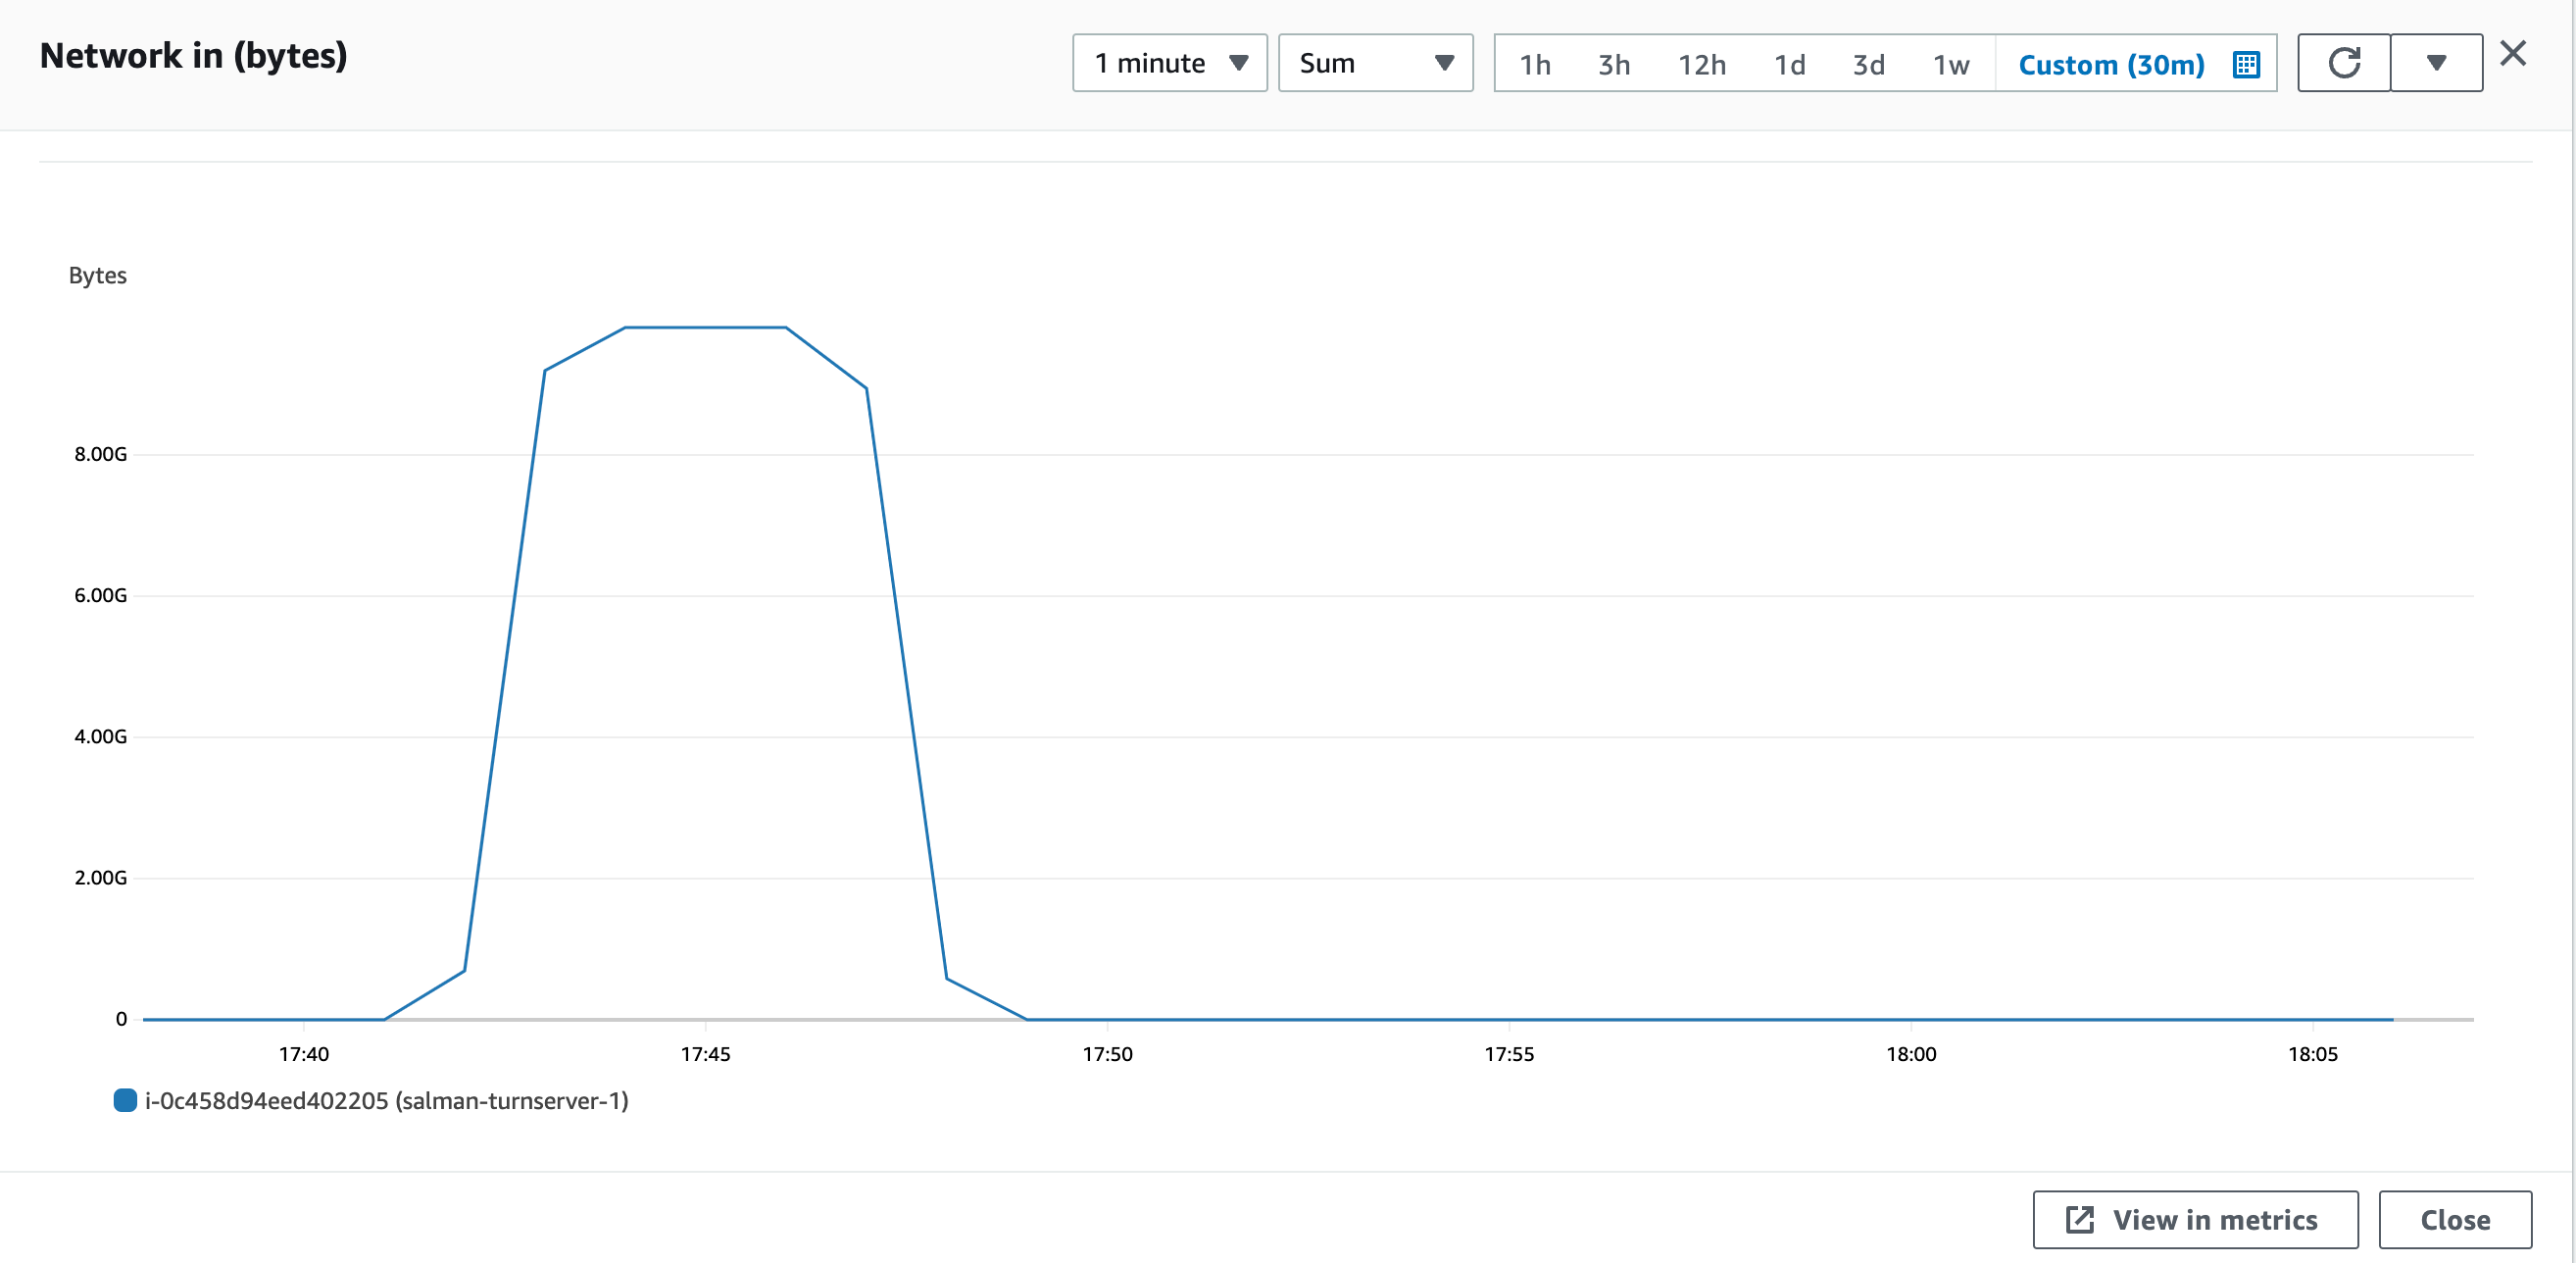 Network in (bytes)
1 minute
Sum
1h 3h 12h 1d 3d 1w Custom (30m)
Bytes
8.00G
6.00G
4.00G
2.00G
0
17:40 17:45 17:50 17:55 18:00 18:05
i-0c458d94eed402205 (salman-turnserver-1)
View in metrics
Close